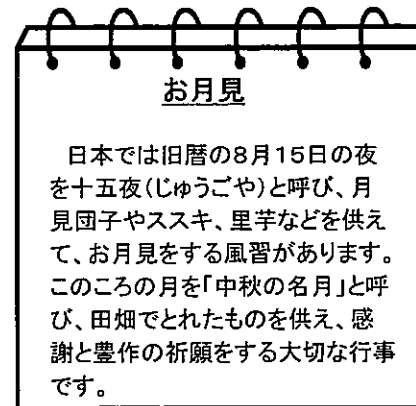 お月見
日本では旧暦の8月15日の夜
を十五夜(じゅうごや)と呼び、月
見団子やススキ、里芋などを供え
て、お月見をする風習があります。
このころの月を「中秋の名月」と呼
び、田畑でとれたものを供え、感
謝と豊作の祈願をする大切な行事
です。